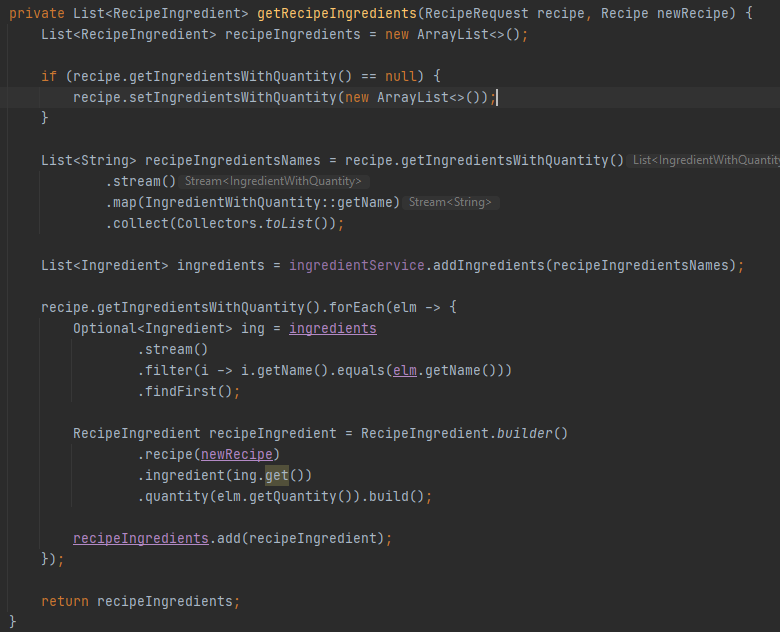 private List<RecipeIngredient> getRecipeIngredients(RecipeRequest recipe, Recipe newRecipe) {
    List<RecipeIngredient> recipeIngredients = new ArrayList<>();

    if (recipe.getIngredientsWithQuantity() == null) {
        recipe.setIngredientsWithQuantity(new ArrayList<>());
    }

    List<String> recipeIngredientsNames = recipe.getIngredientsWithQuantity() List<IngredientWithQuantity
            .stream() Stream<IngredientWithQuantity>
            .map(IngredientWithQuantity::getName) Stream<String>
            .collect(Collectors.toList());

    List<Ingredient> ingredients = ingredientService.addIngredients(recipeIngredientsNames);

    recipe.getIngredientsWithQuantity().forEach(elm -> {
        Optional<Ingredient> ing = ingredients
                .stream()
                .filter(i -> i.getName().equals(elm.getName()))
                .findFirst();

        RecipeIngredient recipeIngredient = RecipeIngredient.builder()
                .recipe(newRecipe)
                .ingredient(ing.get())
                .quantity(elm.getQuantity()).build();

        recipeIngredients.add(recipeIngredient);
    });

    return recipeIngredients;
}